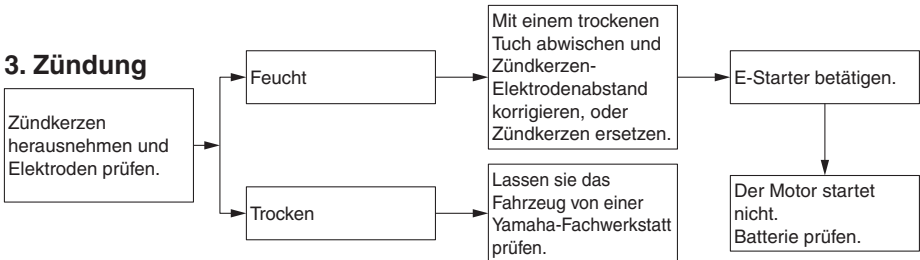 3. Zündung
Zündkerzen
herausnehmen und
Elektroden prüfen.
Feucht
Mit einem trockenen
Tuch abwischen und
Zündkerzen-
Elektrodenabstand
korrigieren, oder
Zündkerzen ersetzen.
E-Starter betätigen.
Der Motor startet
nicht.
Batterie prüfen.
Trocken
Lassen sie das
Fahrzeug von einer
Yamaha-Fachwerkstatt
prüfen.